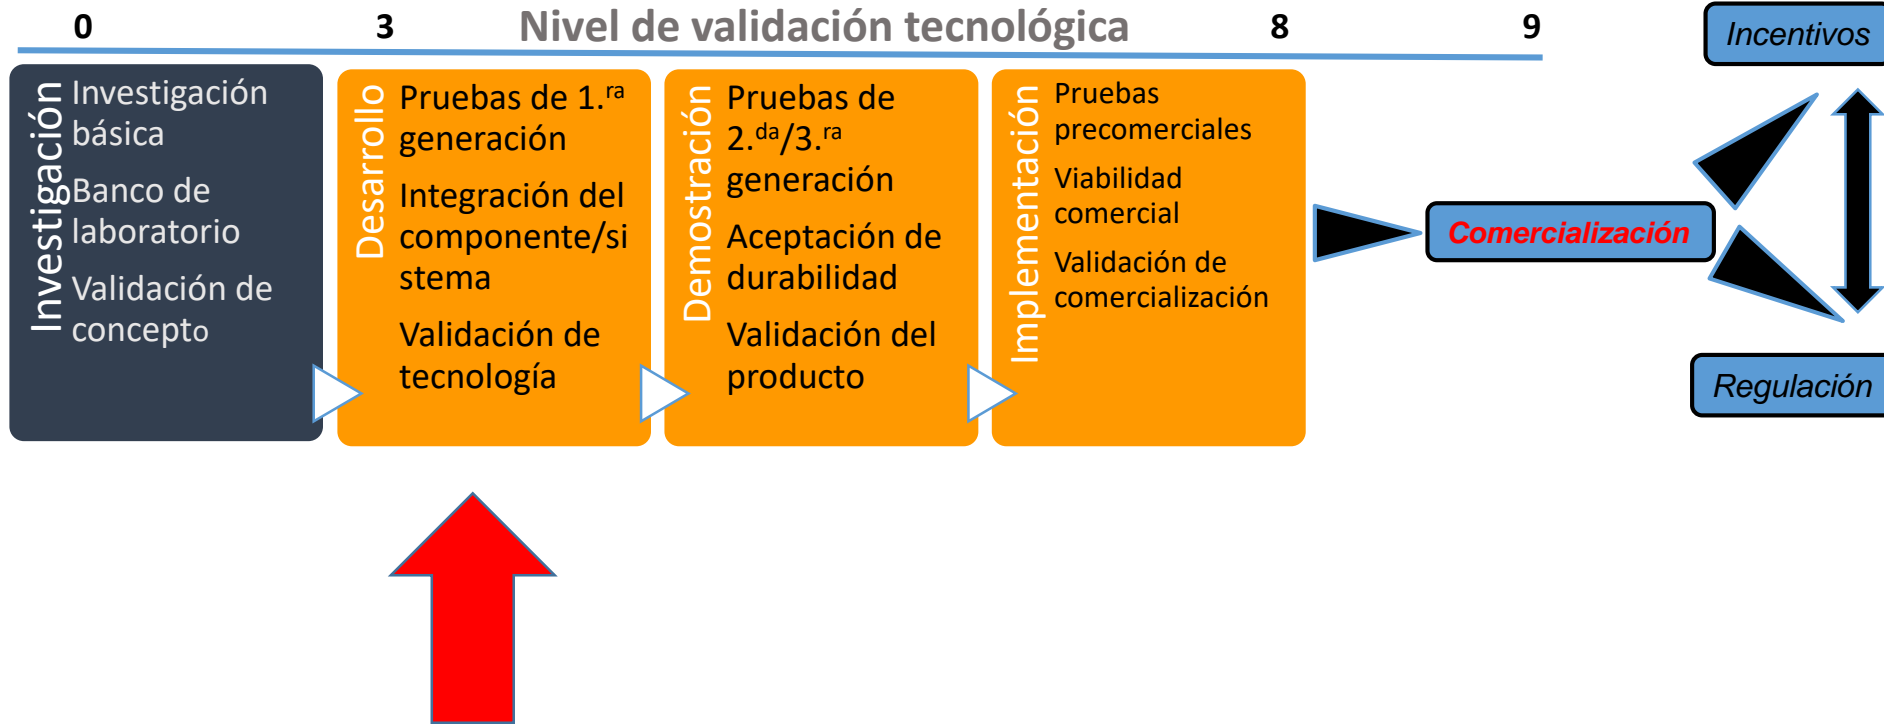 0
3
Nivel de validación tecnológica
8
9
Investigación
Investigación
básica
Banco de
laboratorio
Validación de
concepto
Desarrollo
Pruebas de 1.ra
generación
Integración del
componente/si
stema
Validación de
tecnología
Demostración
Pruebas de
2.da/3.ra
generación
Aceptación de
durabilidad
Validación del
producto
Implementación
Pruebas
precomerciales
Viabilidad
comercial
Validación de
comercialización
Comercialización
Incentivos
Regulación